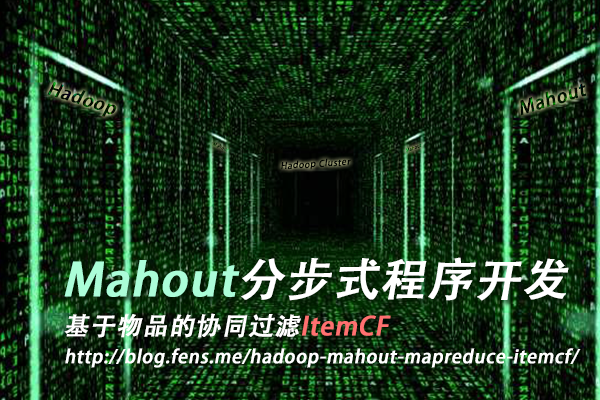 Hadoop
Mahout
Hadoop Cluster
Mahout分步式程序开发
基于物品的协同过滤ItemCF
http://blog.fens.me/hadoop-mahout-mapreduce-itemcf/